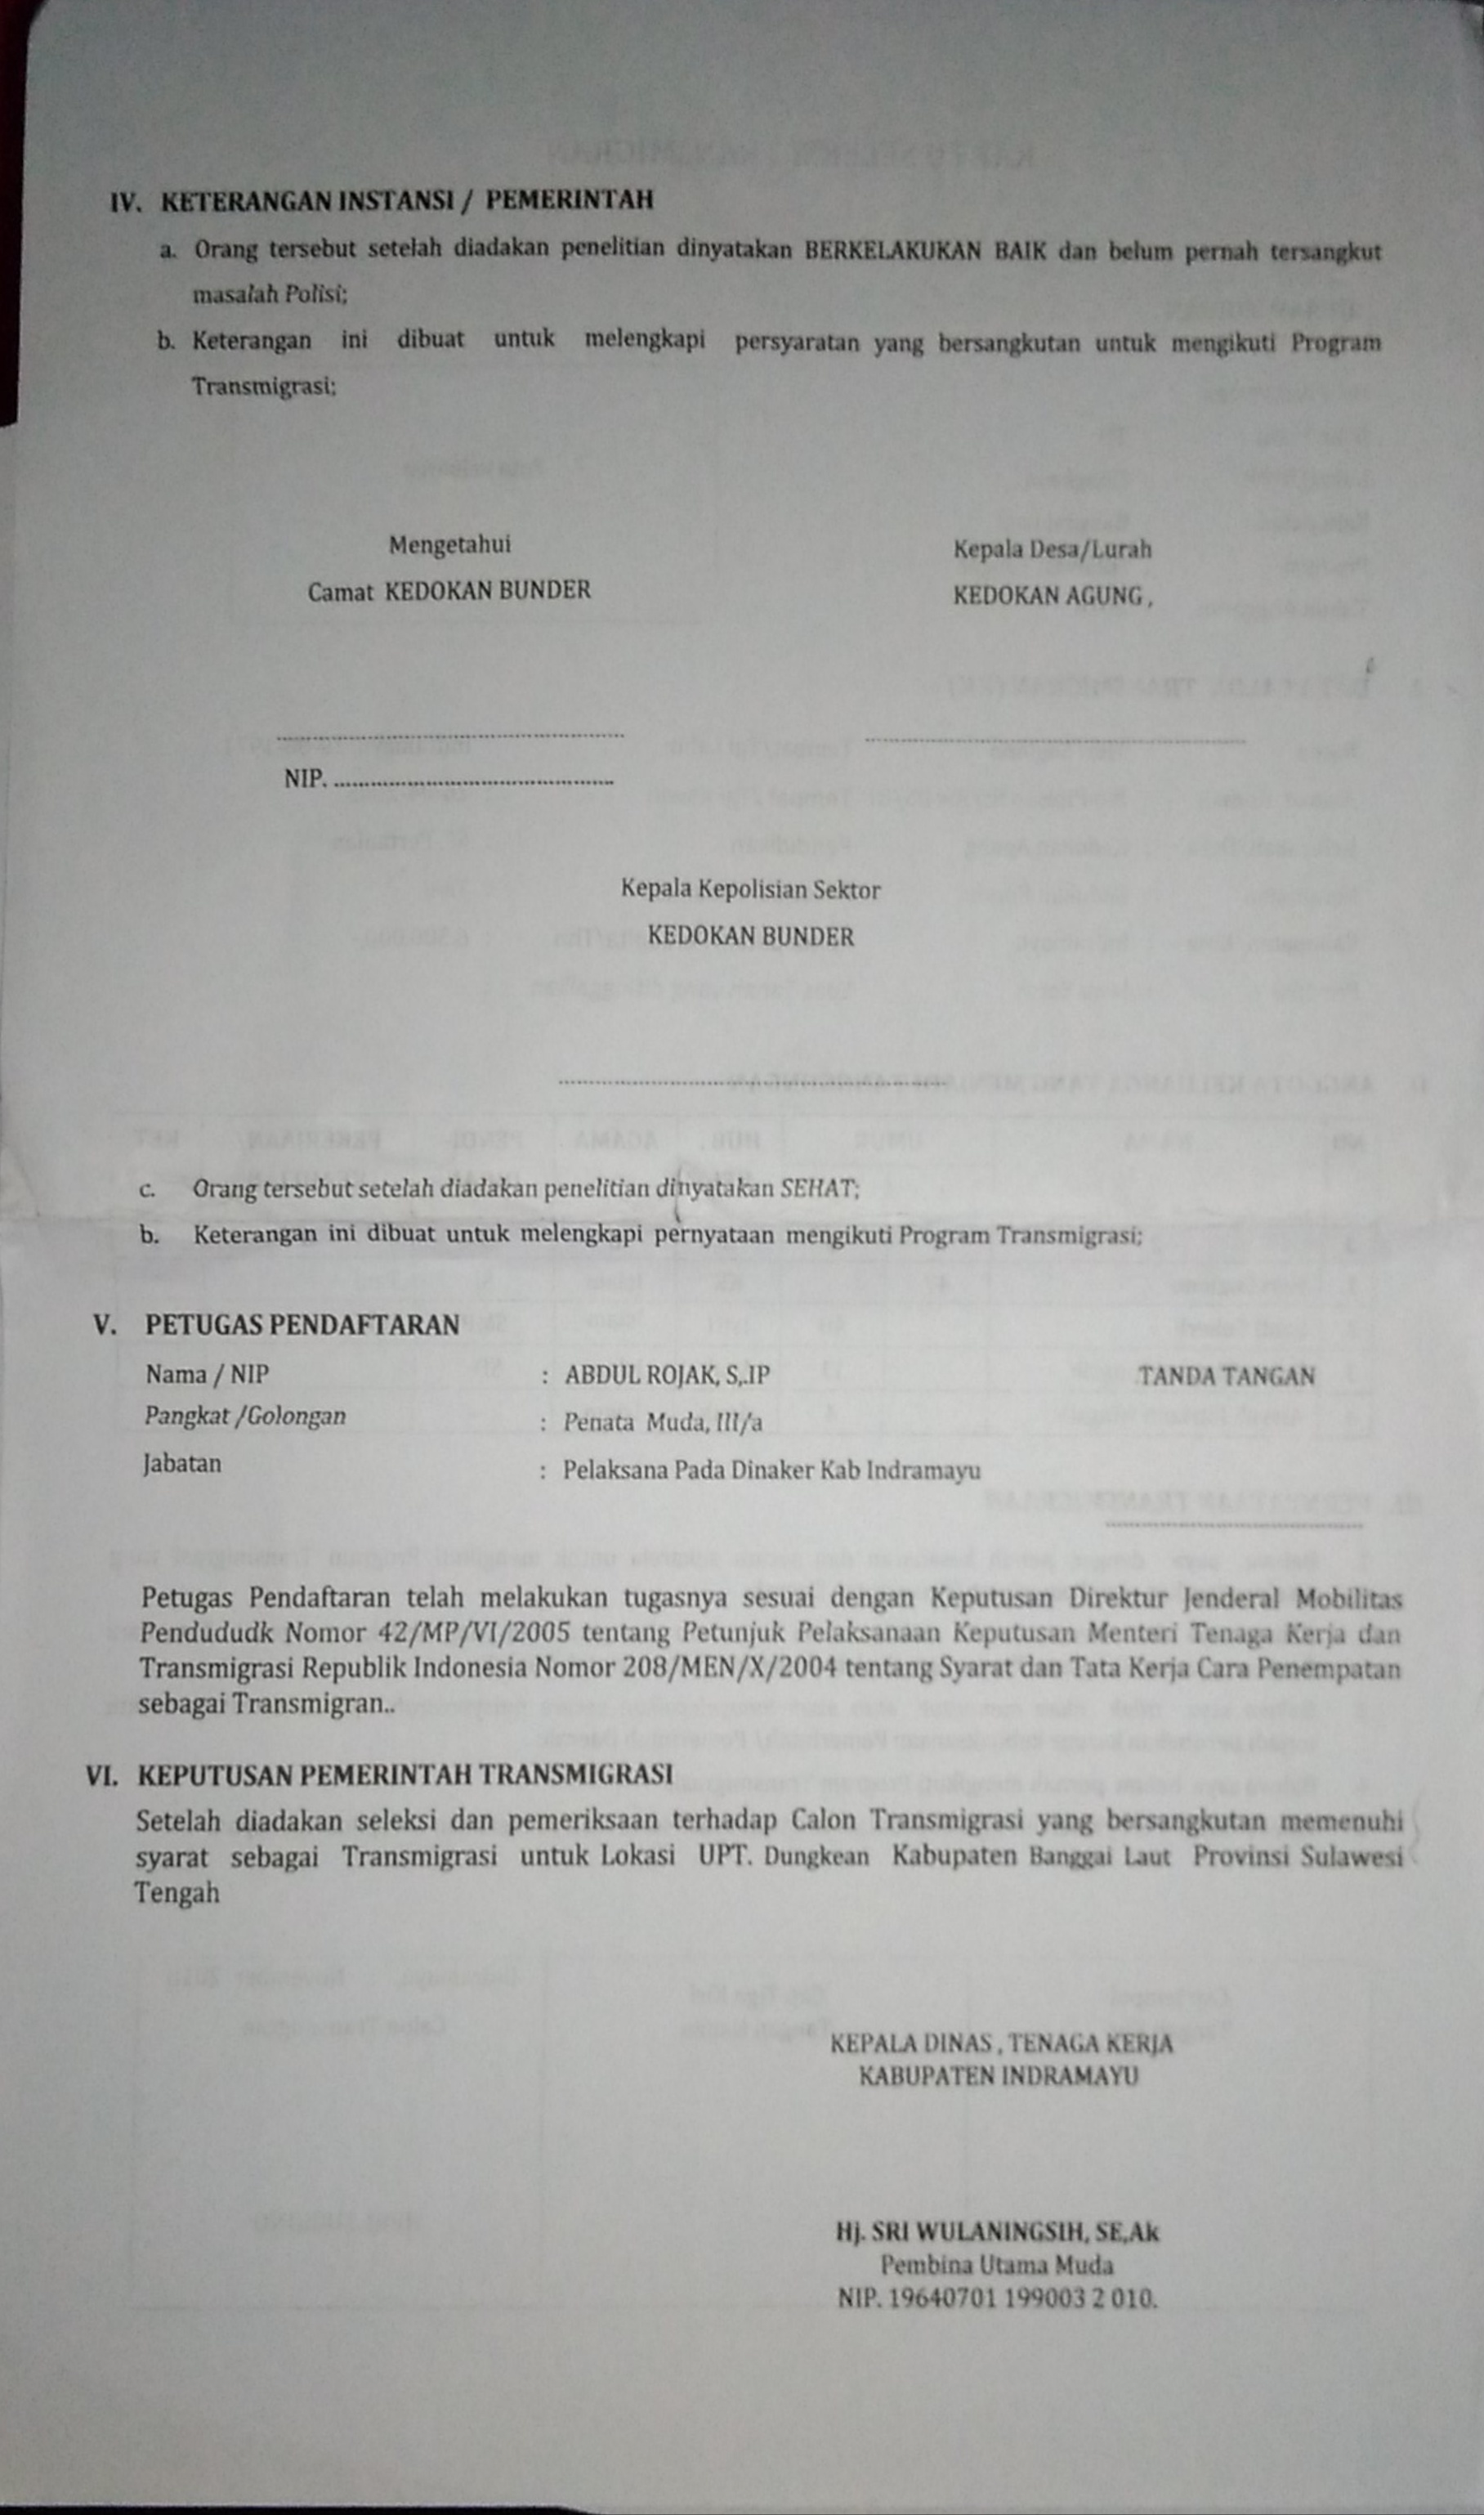 IV. KETERANGAN INSTANSI / PEMERINTAH
a. Orang tersebut setelah diadakan penelitian dinyatakan BERKELAKUKAN BAIK dan belum pernah tersangkut
masalah Polisi;
b. Keterangan ini dibuat untuk melengkapi persyaratan yang bersangkutan untuk mengikuti Program
Transmigrasi;
Mengetahui
Camat KEDOKAN BUNDER
Kepala Desa/Lurah
KEDOKAN AGUNG ,
NIP. ................................................
Kepala Kepolisian Sektor
KEDOKAN BUNDER
c. Orang tersebut setelah diadakan penelitian dinyatakan SEHAT;
b. Keterangan ini dibuat untuk melengkapi pernyataan mengikuti Program Transmigrasi;
V. PETUGAS PENDAFTARAN
Nama / NIP : ABDUL ROJAK, S,.IP TANDA TANGAN
Pangkat /Golongan : Penata Muda, III/a
Jabatan : Pelaksana Pada Dinaker Kab Indramayu
Petugas Pendaftaran telah melakukan tugasnya sesuai dengan Keputusan Direktur Jenderal Mobilitas
Pendududk Nomor 42/MP/VI/2005 tentang Petunjuk Pelaksanaan Keputusan Menteri Tenaga Kerja dan
Transmigrasi Republik Indonesia Nomor 208/MEN/X/2004 tentang Syarat dan Tata Kerja Cara Penempatan
sebagai Transmigran..
VI. KEPUTUSAN PEMERINTAH TRANSMIGRASI
Setelah diadakan seleksi dan pemeriksaan terhadap Calon Transmigrasi yang bersangkutan memenuhi
syarat sebagai Transmigrasi untuk Lokasi UPT. Dungkean Kabupaten Banggai Laut Provinsi Sulawesi
Tengah
KEPALA DINAS , TENAGA KERJA
KABUPATEN INDRAMAYU
Hj. SRI WULANINGSIH, SE,Ak
Pembina Utama Muda
NIP. 19640701 199003 2 010.